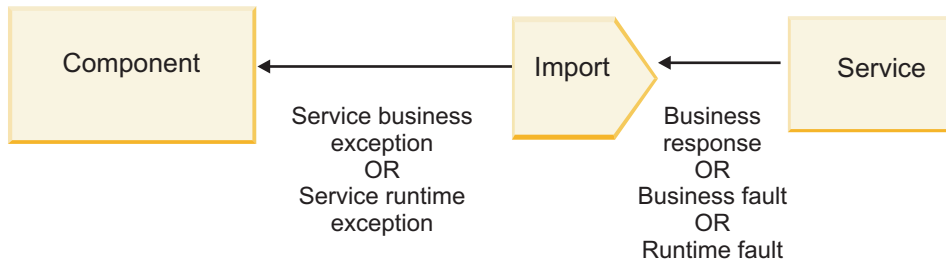 Component
Import
Service
Service business
exception
OR
Service runtime
exception
Business
response
OR
Business fault
OR
Runtime fault